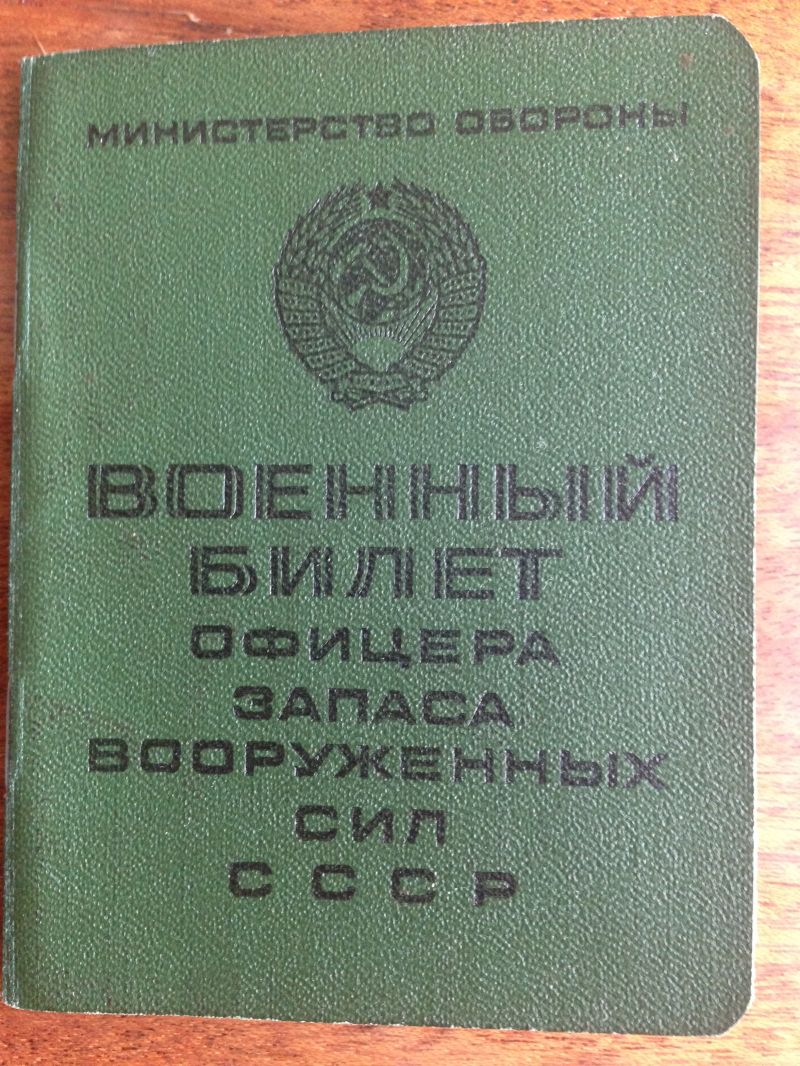 МИНИСТЕРСТВО ОБОРОНЫ
ВОЕННЫЙ
БИЛЕТ
ОФИЦЕРА
ЗАПАСА
ВООРУЖЕННЫХ
СИЛ
СССР